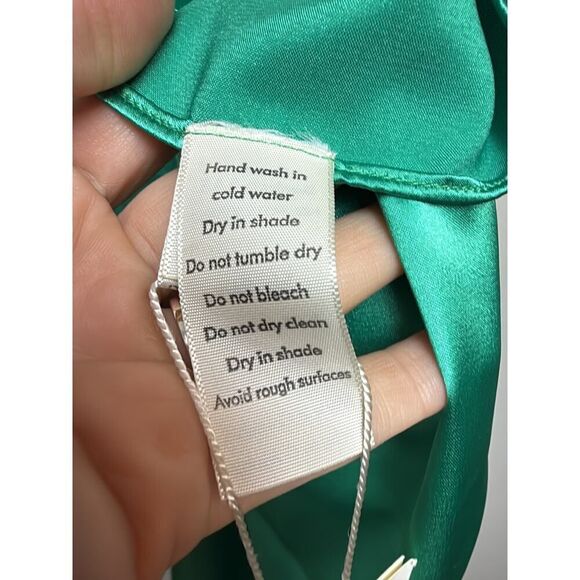 Hand wash in
cold water
Dry in shade
Do not tumble dry
Do not bleach
Do not dry clean
Dry in shade
Avoid rough surfaces